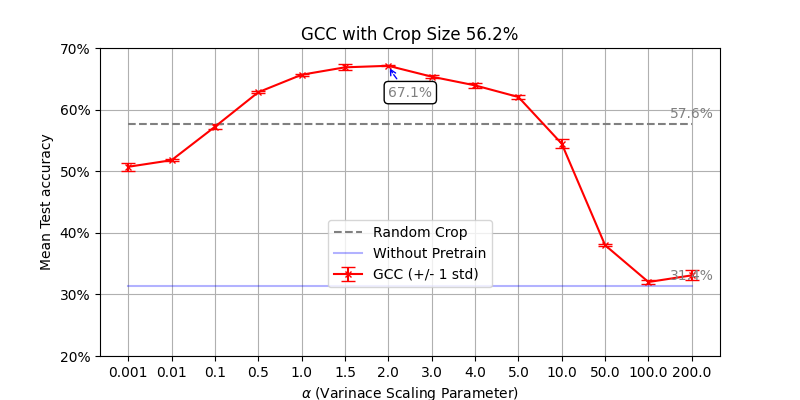 GCC with Crop Size 56.2%
70%
60%
50%
40%
30%
20%
Mean Test accuracy
67.1%
57.6%
Random Crop
Without Pretrain
GCC (+/- 1 std)
0.001 0.01 0.1 0.5 1.0 1.5 2.0 3.0 4.0 5.0 10.0 50.0 100.0 200.0
α (Varinace Scaling Parameter)